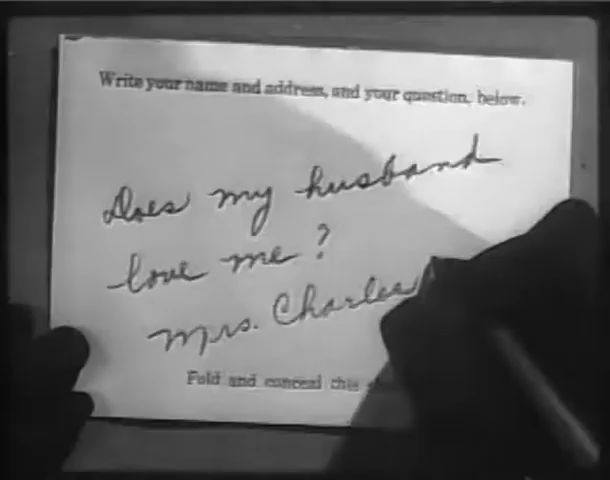 Write your name and address, and your question, below.
Does my husband
love me?
Mrs. Charles
Fold and conceal this